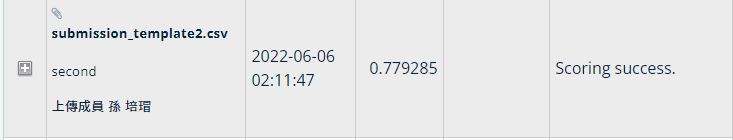 submission_template2.csv
second
上傳成員 孫 培瑁
2022-06-06
02:11:47
0.779285
Scoring success.